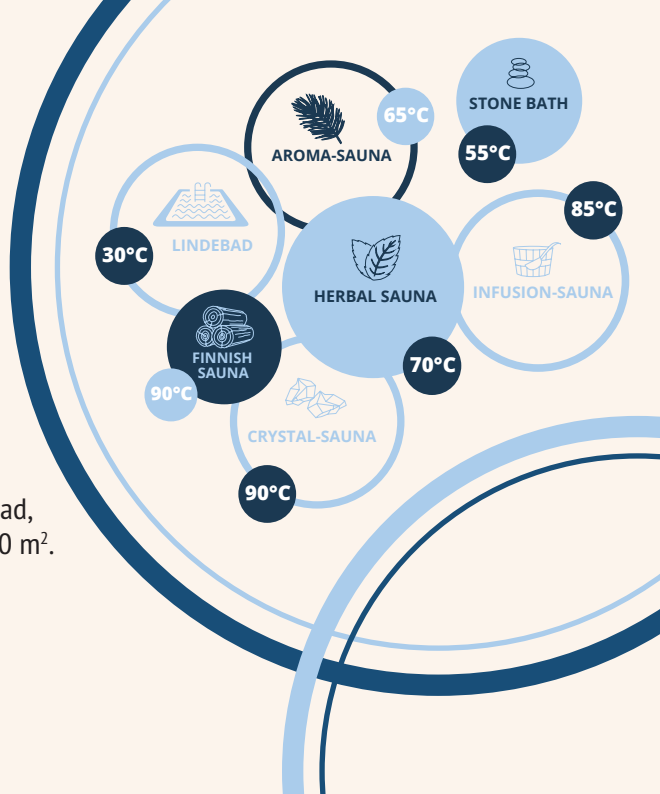 STONE BATH
55°C
65°C
AROMA-SAUNA
85°C
LINDEBAD
30°C
HERBAL SAUNA
70°C
INFUSION-SAUNA
FINNISH
SAUNA
90°C
CRYSTAL-SAUNA
90°C
ad,
0 m².